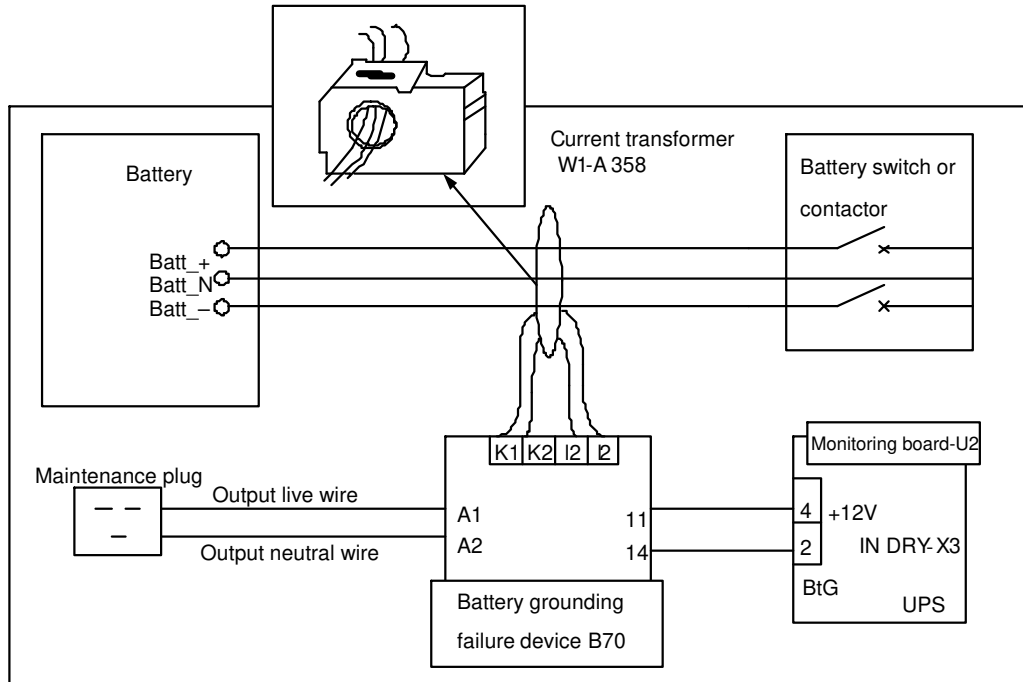 Current transformer
W1-A 358
Battery
Battery switch or
contactor
Batt_+
Batt_N
Batt_–
K1 K2 I2 I2
Monitoring board-U2
Maintenance plug
Output live wire
A1
11
4 +12V
Output neutral wire
A2
14
2 IN DRY-X3
BtG
UPS
Battery grounding
failure device B70